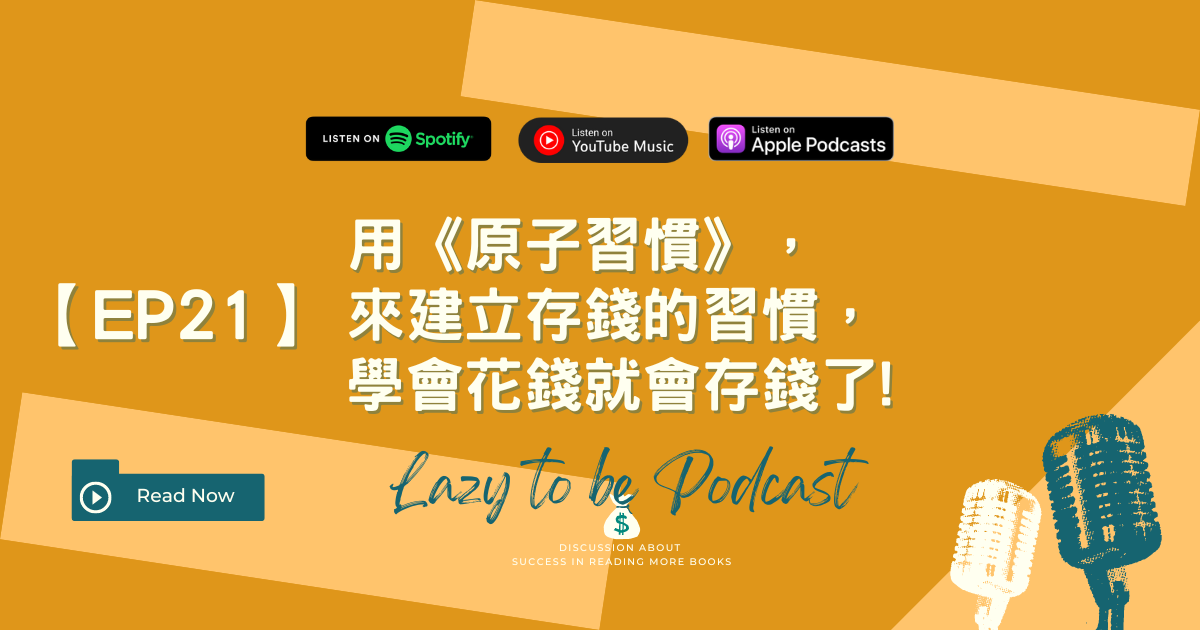 LISTEN ON Spotify
Listen on
YouTube Music
Listen on
Apple Podcasts
【EP21】
用《原子習慣》，
來建立存錢的習慣，
學會花錢就會存錢了!
Read Now
Lazy to be Podcast
$
DISCUSSION ABOUT
SUCCESS IN READING MORE BOOKS